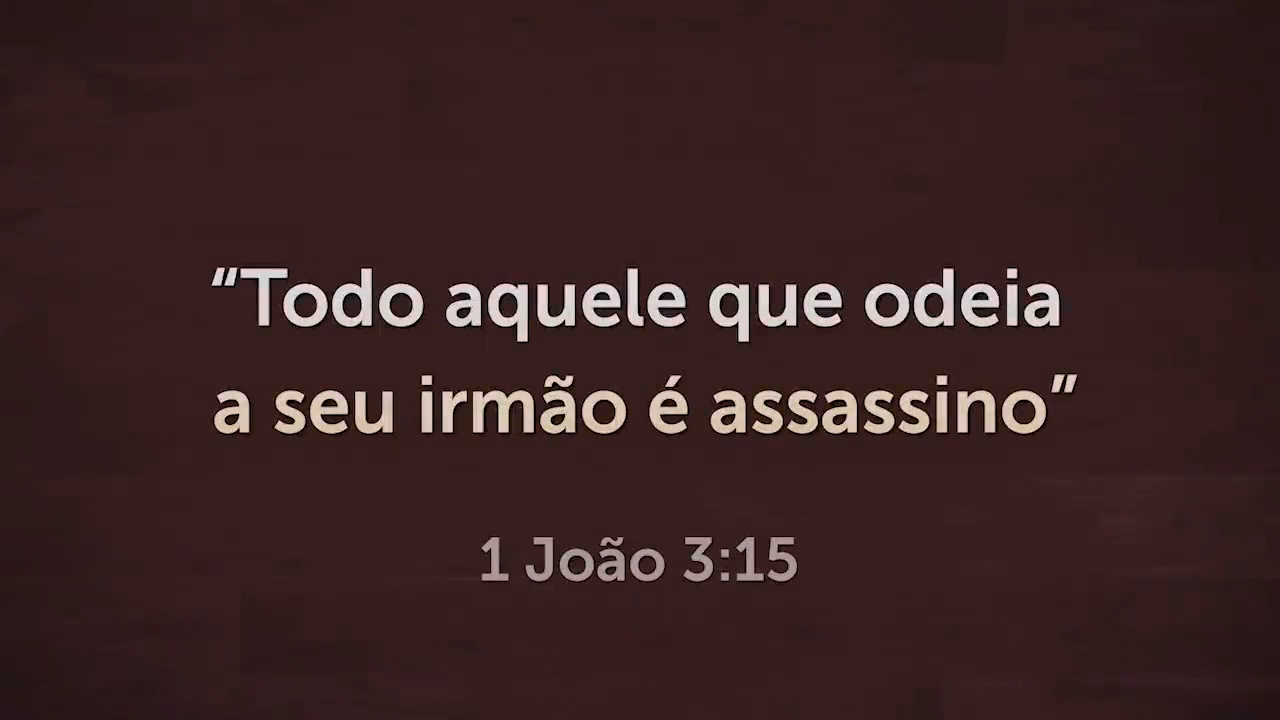 “Todo aquele que odeia
a seu irmão é assassino”
1 João 3:15